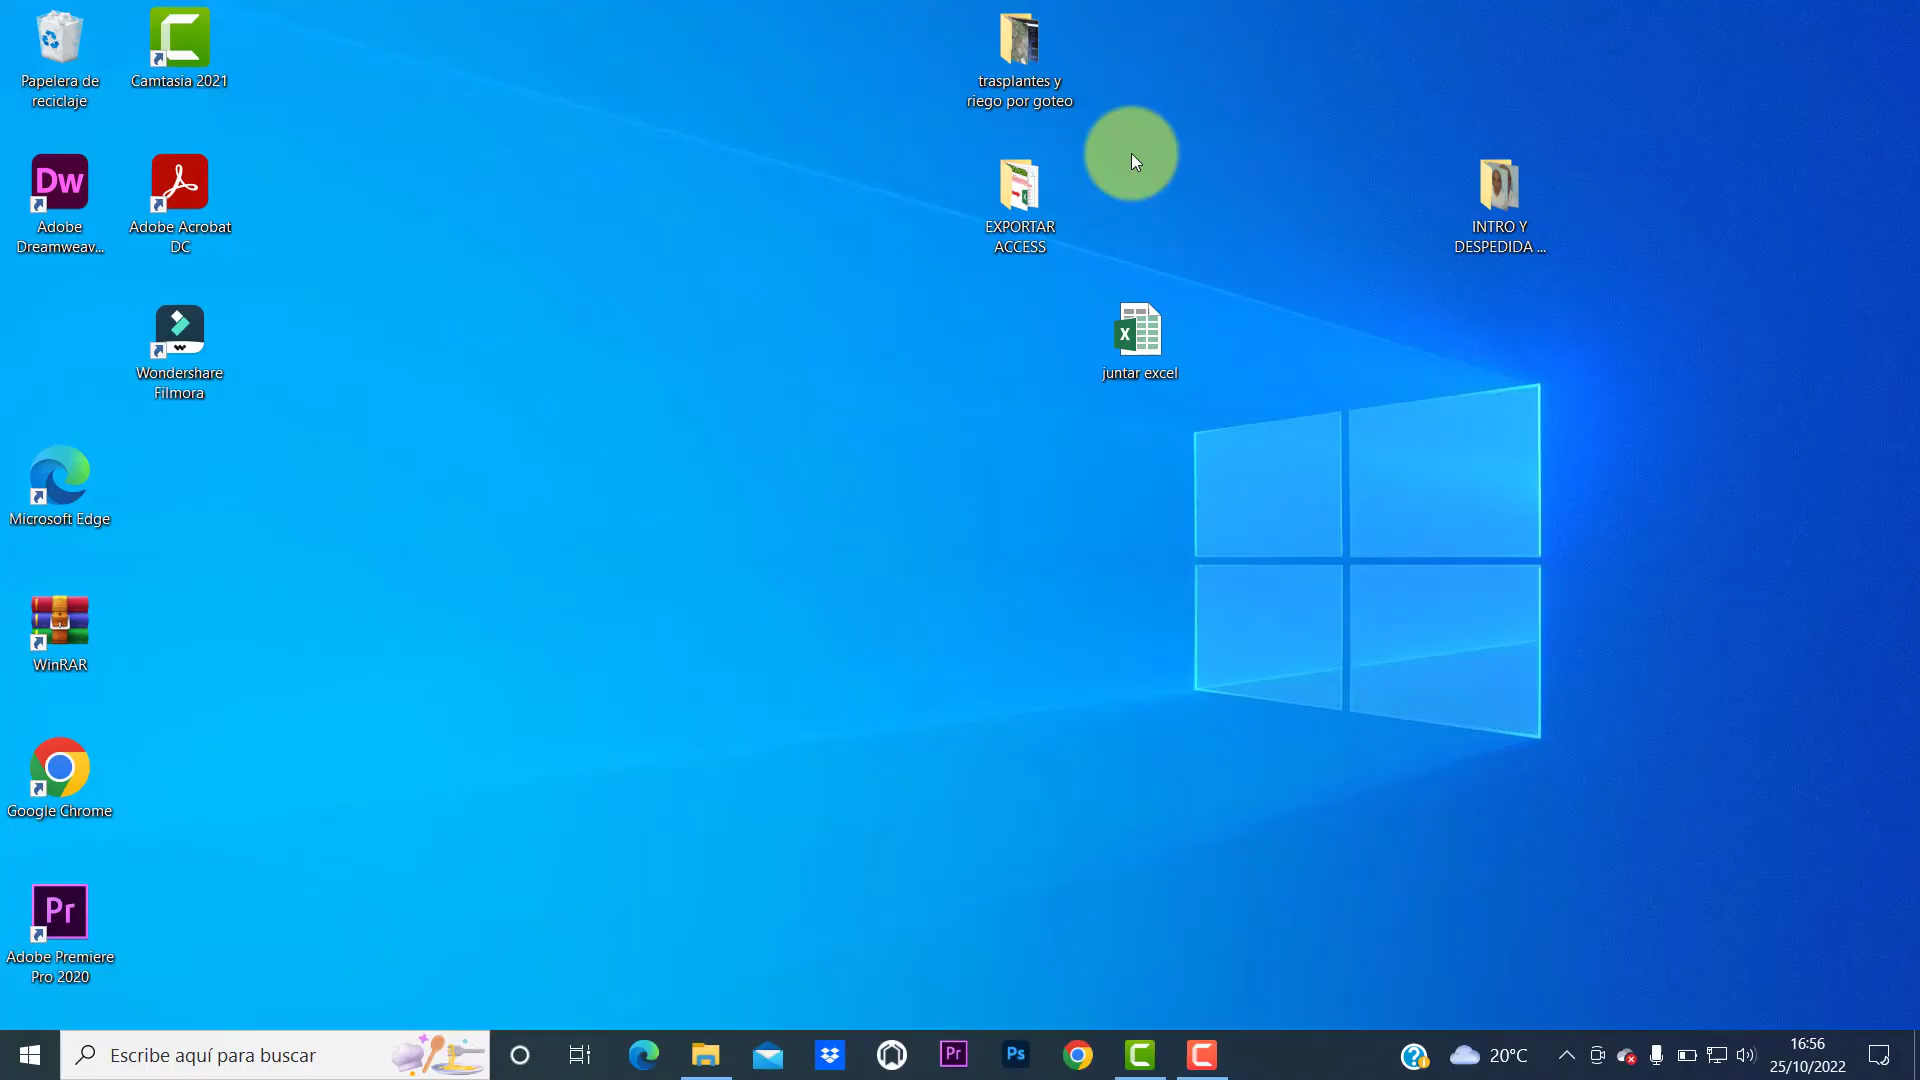 Papelera de
reciclaje
Camtasia 2021
trasplantes y
riego por goteo
Dw
Adobe
Dreamweav...
Adobe Acrobat
DC
EXPORTAR
ACCESS
INTRO Y
DESPEDIDA ...
Wondershare
Filmora
X
juntar excel
Microsoft Edge
WinRAR
Google Chrome
Pr
Adobe Premiere
Pro 2020
Escribe aquí para buscar
Pr
Ps
20°C
16:56
25/10/2022